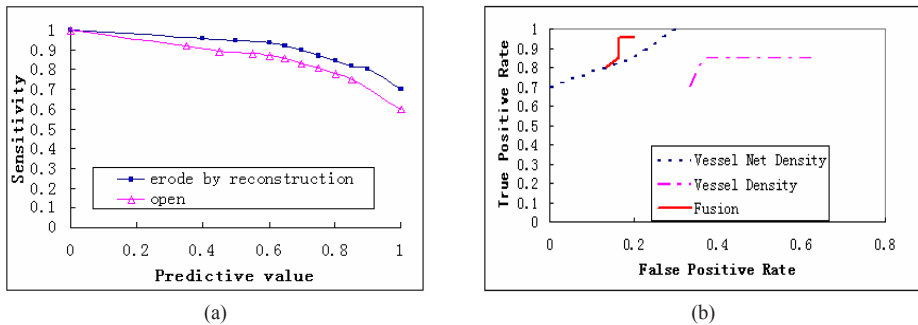 1
0.9
0.8
0.7
0.6
0.5
0.4
0.3
0.2
0.1
0
Sensitivity
erode by reconstruction
open
0 0.2 0.4 0.6 0.8 1
Predictive value
(a)
1
0.9
0.8
0.7
0.6
0.5
0.4
0.3
0.2
0.1
0
True Positive Rate
Vessel Net Density
Vessel Density
Fusion
0 0.2 0.4 0.6 0.8
False Positive Rate
(b)